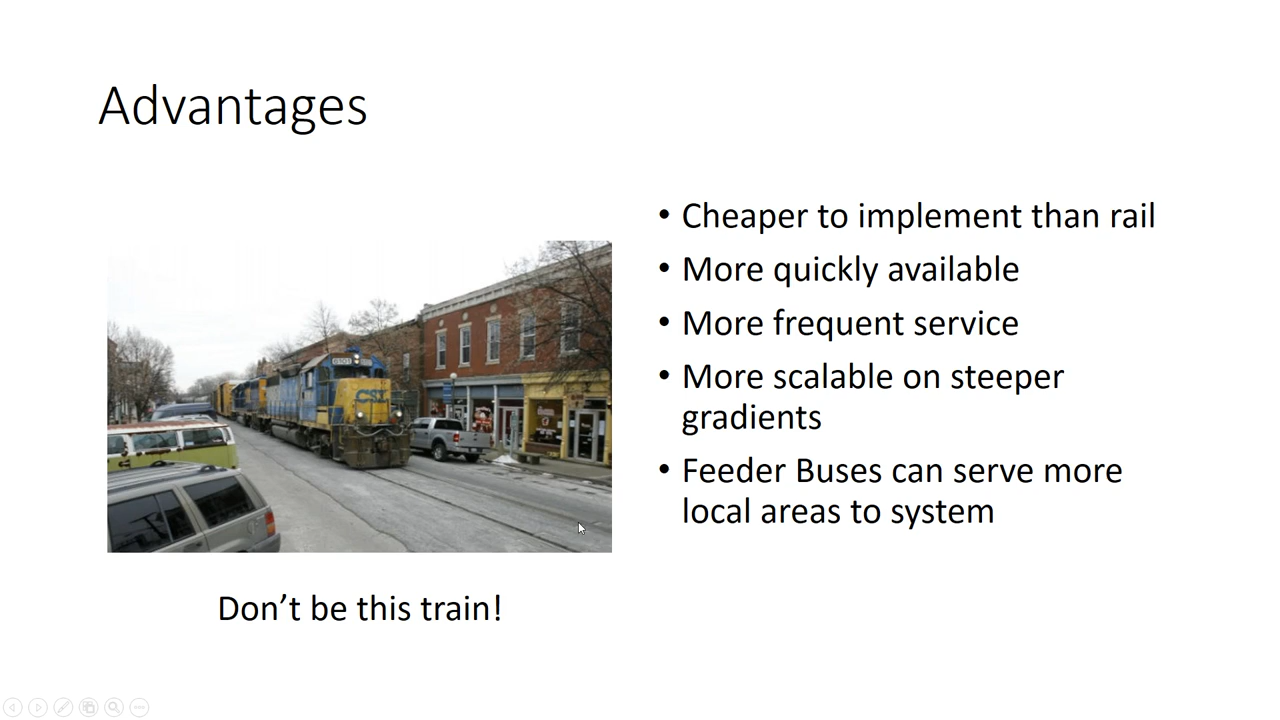 Advantages
• Cheaper to implement than rail
• More quickly available
• More frequent service
• More scalable on steeper
gradients
• Feeder Buses can serve more
local areas to system
CSX
Don’t be this train!